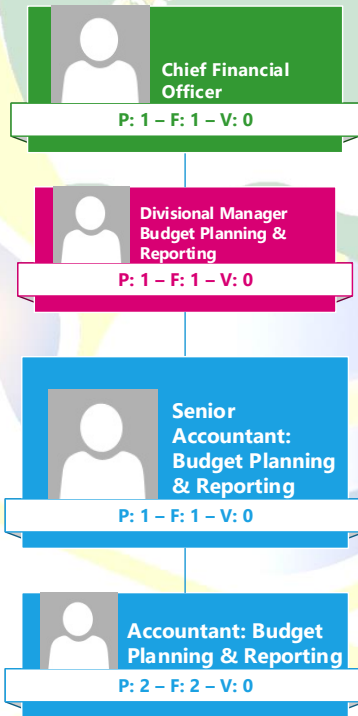 Chief Financial
Officer
P: 1 – F: 1 – V: 0
Divisional Manager
Budget Planning &
Reporting
P: 1 – F: 1 – V: 0
Senior
Accountant:
Budget Planning
& Reporting
P: 1 – F: 1 – V: 0
Accountant: Budget
Planning & Reporting
P: 2 – F: 2 – V: 0